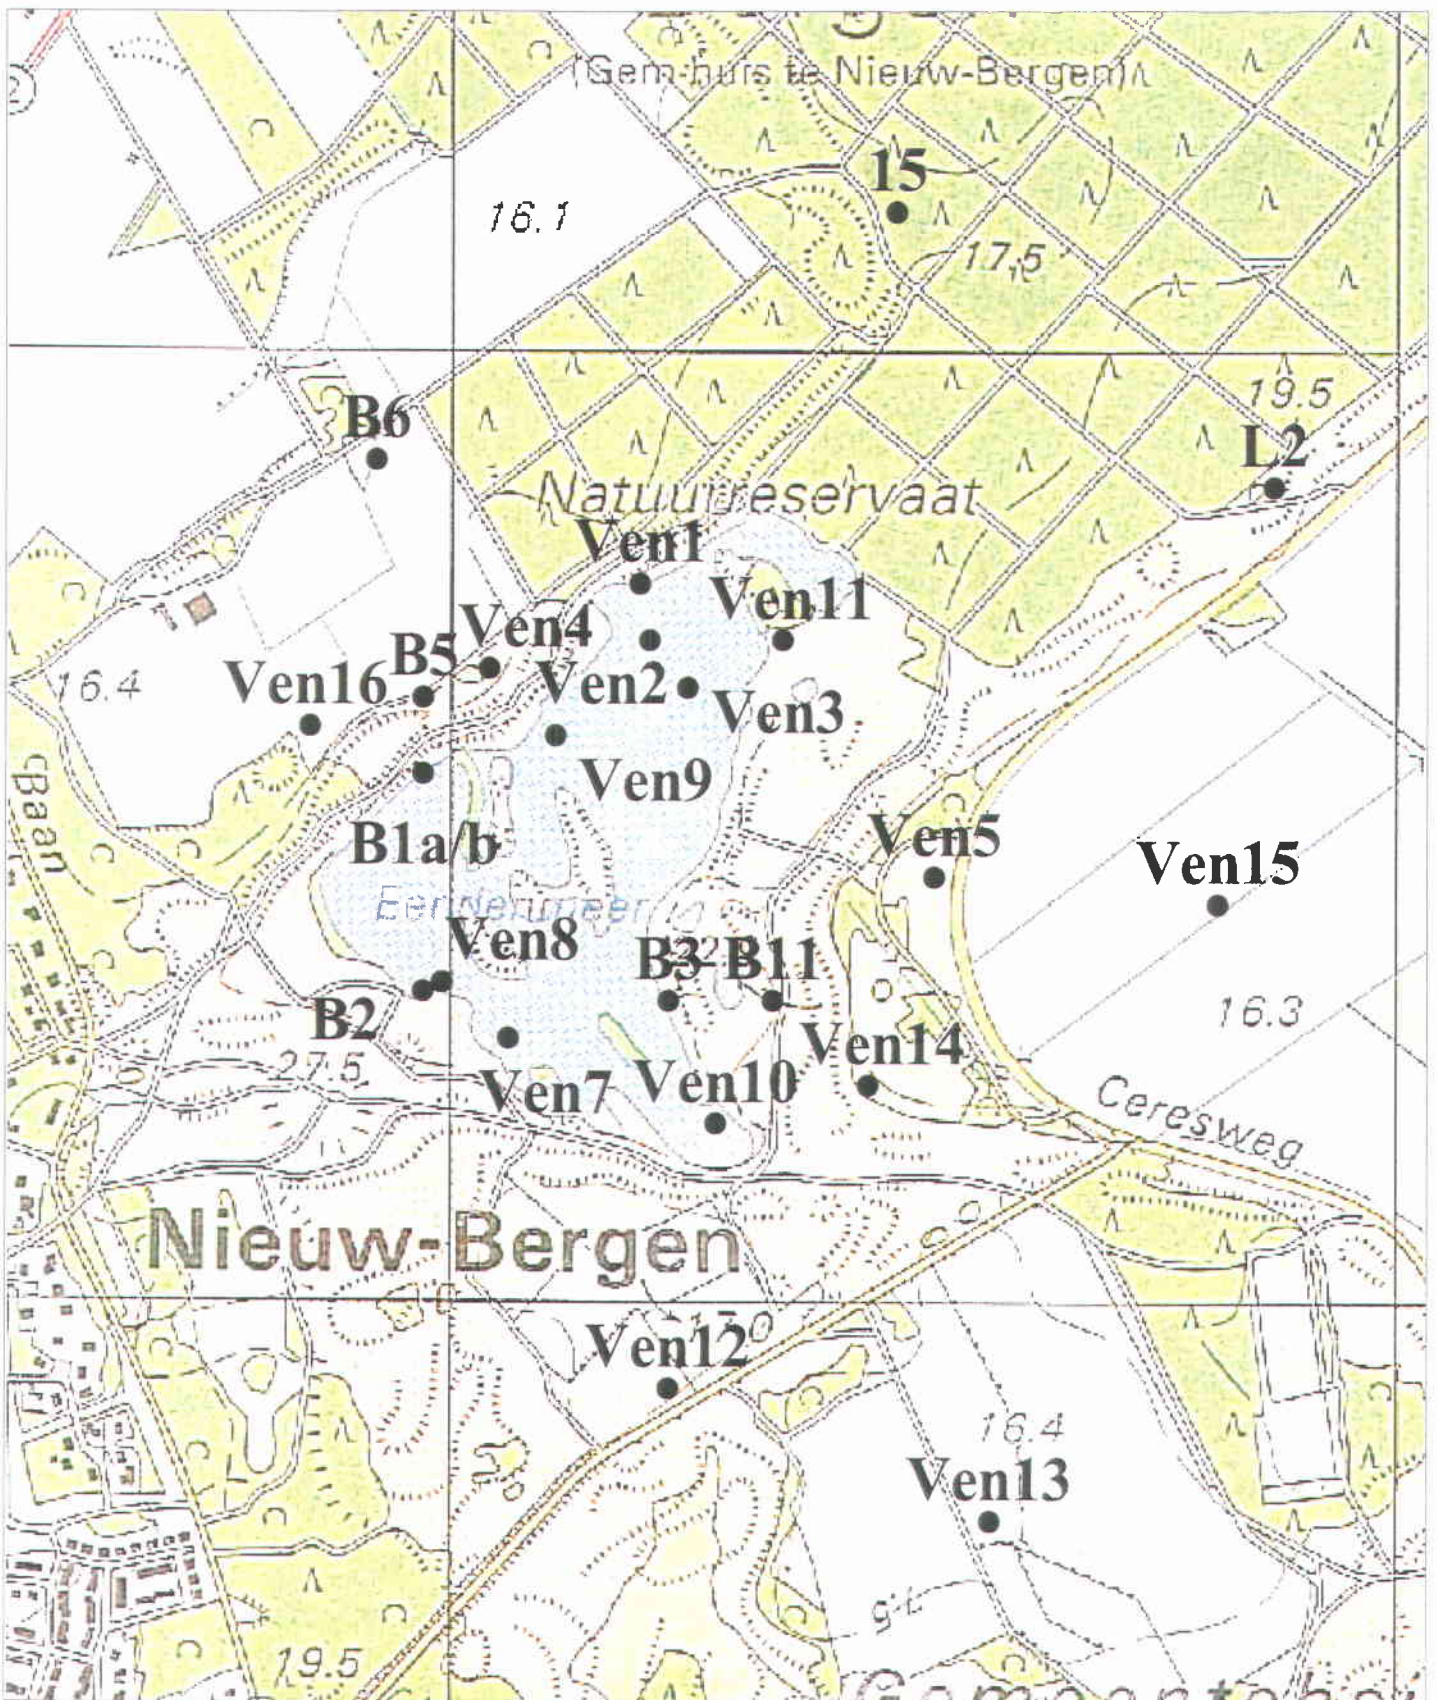 (Gem-huis te Nieuw-Bergen)
15
16.1
17,5
19.5
B6
L2
Natuurreservaat
Ven1
Ven11
Ven4
B5
16.4
Ven16
Ven2
Ven3
Ven9
Baan
B1a/b
Ven5
Ven15
Ven8
B3
B11
B2
16.3
27.5
Ven14
Ven7
Ven10
Ceresweg
Nieuw-Bergen
Ven12
16.4
Ven13
19.5